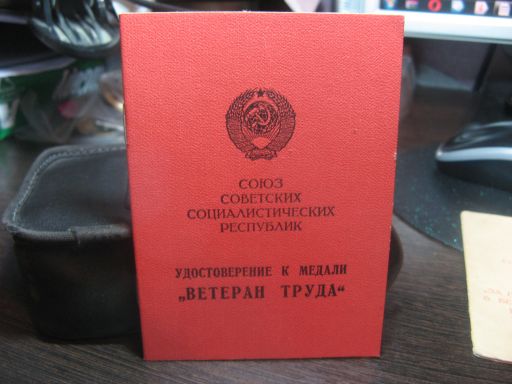 СОЮЗ
СОВЕТСКИХ
СОЦИАЛИСТИЧЕСКИХ
РЕСПУБЛИК
УДОСТОВЕРЕНИЕ К МЕДАЛИ
„ВЕТЕРАН ТРУДА“